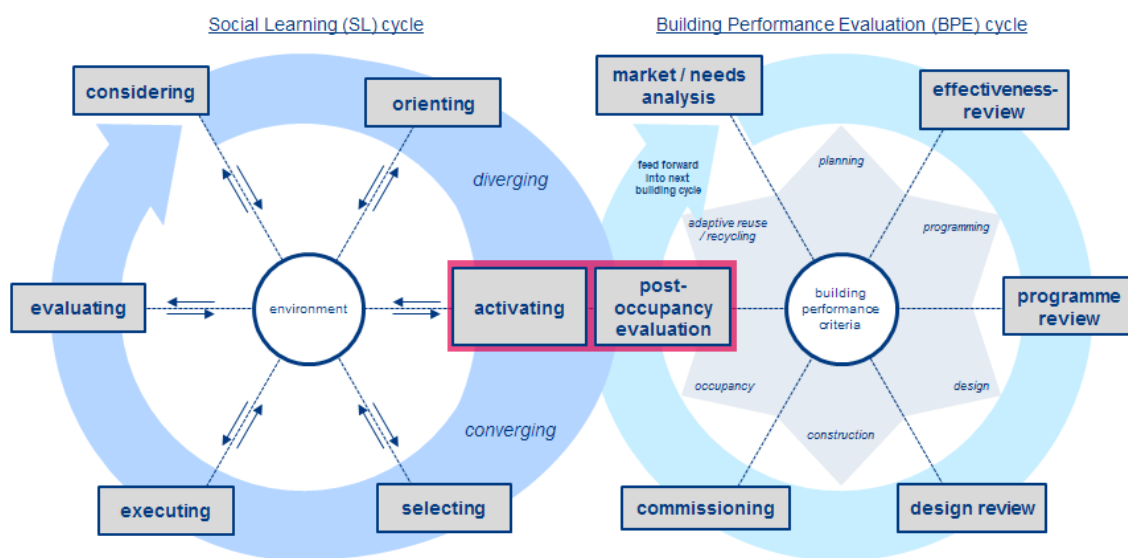 Social Learning (SL) cycle
Building Performance Evaluation (BPE) cycle
considering
orienting
market / needs
analysis
effectiveness-
review
diverging
feed forward
into next
building cycle
planning
adaptive reuse
/ recycling
programming
evaluating
environment
activating
post-
occupancy
evaluation
building
performance
criteria
programme
review
occupancy
design
converging
construction
executing
selecting
commissioning
design review